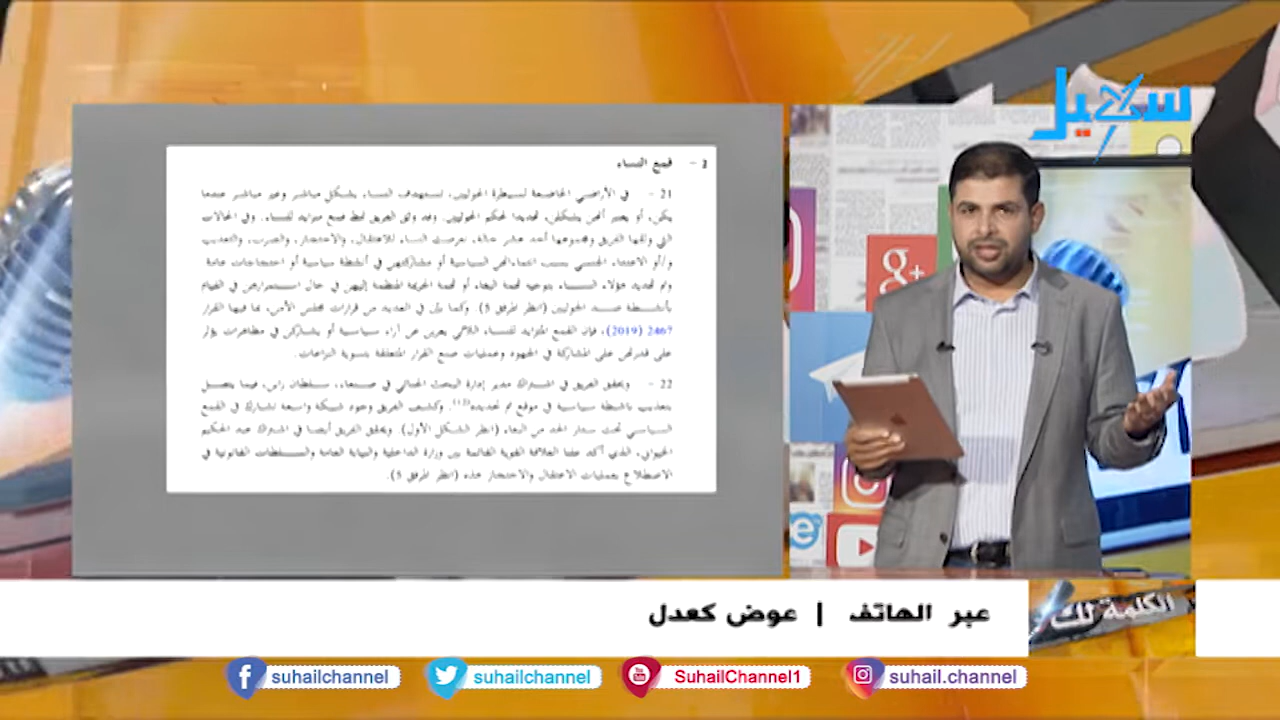 سهيل
2 - قمع النساء
21 - في الأراضي الخاضعة لسيطرة الحوثيين، تستهدف النساء بشكل مباشر وغير مباشر عندما
يكن، أو يعتبر أنهن يشكلن، تهديدا لحكم الحوثيين. وقد وثق الفريق نمط قمع متزايد للنساء. وفي الحالات
التي وثقها الفريق ومجموعها أحد عشر حالة، تعرضت النساء للاعتقال، والاحتجاز، والضرب، والتعذيب
و/أو الاعتداء الجنسي بسبب انتماءاتهن السياسية أو مشاركتهن في أنشطة سياسية أو احتجاجات عامة
وتم تهديد هؤلاء النساء بتوجيه تهمة البغاء أو تهمة الجريمة المنظمة إليهن في حال استمرارهن في القيام
بأنشطة ضد الحوثيين (انظر المرفق 5). وكما بين في العديد من قرارات مجلس الأمن، بما فيها القرار
2467 (2019)، فإن القمع المتزايد للنساء اللائي يعبرن عن آراء سياسية أو يشاركن في مظاهرات يؤثر
على قدرتهن على المشاركة في الجهود وعمليات صنع القرار المتعلقة بتسوية النزاعات.
22 - ويحقق الفريق في اشتراك مدير إدارة البحث الجنائي في صنعاء، سلطان زابن، فيما يتصل
بتعذيب ناشطة سياسية في موقع تم تحديده. وكشف الفريق وجود شبكة واسعة تشارك في القمع
السياسي تحت ستار الحد من البغاء (انظر الشكل الأول). ويحقق الفريق أيضا في اشتراك عبد الحكيم
الخيواني، الذي أكد علنا العلاقة القوية القائمة بين وزارة الداخلية والنيابة العامة والسلطات القانونية في
الاضطلاع بعمليات الاعتقال والاحتجاز هذه (انظر المرفق 5).
g+
الكلمة لك
عبر الهاتف | عوض كعدل
suhailchannel
suhailchannel
SuhailChannel1
suhail.channel